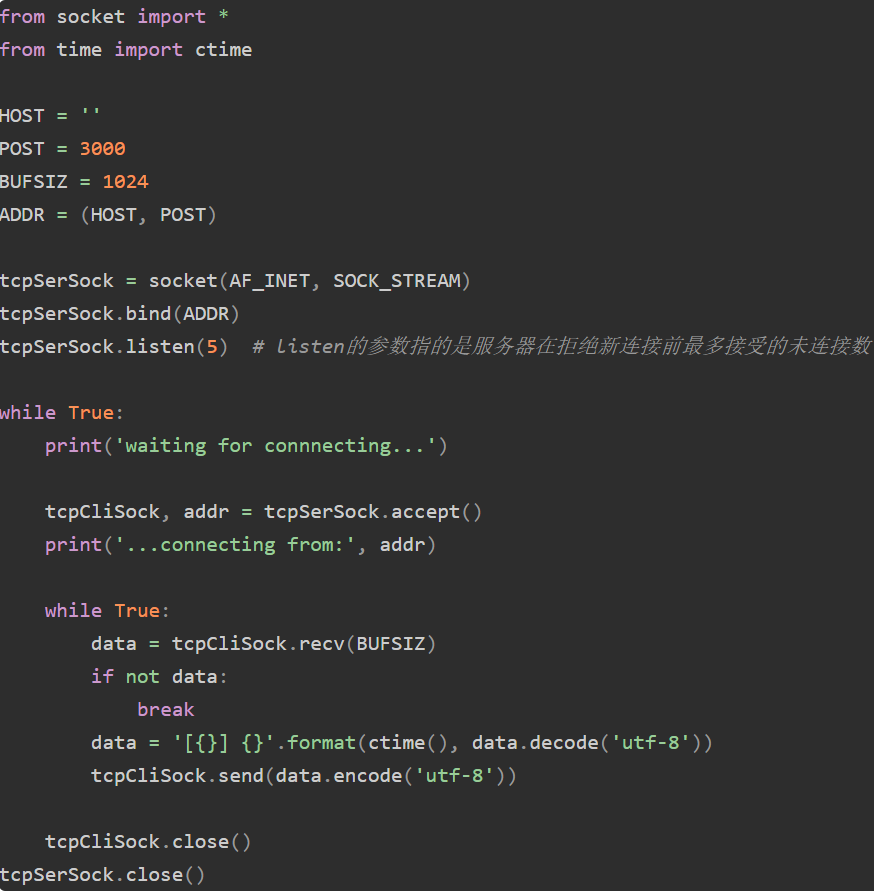 from socket import *
from time import ctime
HOST = ''
POST = 3000
BUFSIZ = 1024
ADDR = (HOST, POST)
tcpSerSock = socket(AF_INET, SOCK_STREAM)
tcpSerSock.bind(ADDR)
tcpSerSock.listen(5)  # listen的参数指的是服务器在拒绝新连接前最多接受的未连接数
while True:
    print('waiting for connnecting...')
    tcpCliSock, addr = tcpSerSock.accept()
    print('...connecting from:', addr)
    while True:
        data = tcpCliSock.recv(BUFSIZ)
        if not data:
            break
        data = '[{}] {}'.format(ctime(), data.decode('utf-8'))
        tcpCliSock.send(data.encode('utf-8'))
    tcpCliSock.close()
tcpSerSock.close()